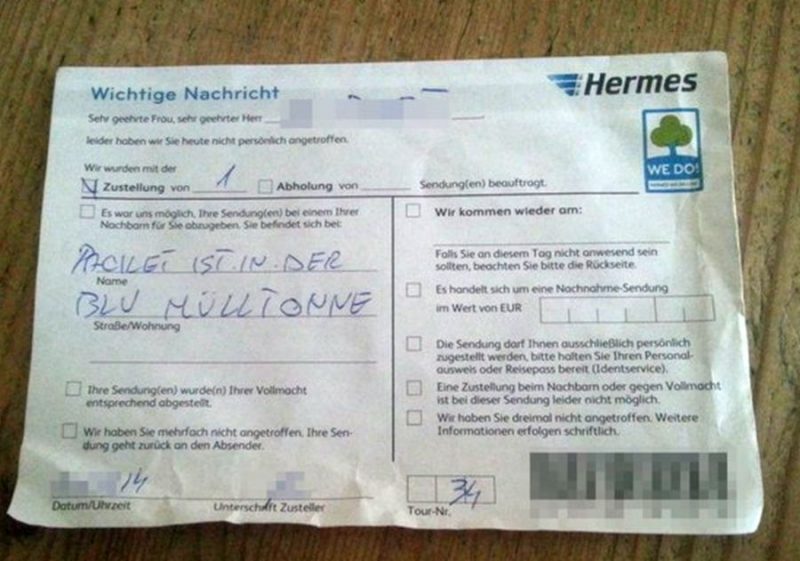 Wichtige Nachricht
Hermes
Sehr geehrte Frau, sehr geehrter Herr
leider haben wir Sie heute nicht persönlich angetroffen.
WE DO!
Wir wurden mit der
Zustellung von 1 Abholung von Sendung(en) beauftragt.
Es war uns möglich, Ihre Sendung(en) bei einem Ihrer
Nachbarn für Sie abzugeben. Sie befindet sich bei:
PACKET IST IN DER
Name
BLU MÜLLTONNE
Straße/Wohnung
Ihre Sendung(en) wurde(n) Ihrer Vollmacht
entsprechend abgestellt.
Wir haben Sie mehrfach nicht angetroffen. Ihre Sen-
dung geht zurück an den Absender.
Wir kommen wieder am:
Falls Sie an diesem Tag nicht anwesend sein
sollten, beachten Sie bitte die Rückseite.
Es handelt sich um eine Nachnahme-Sendung
im Wert von EUR
Die Sendung darf Ihnen ausschließlich persönlich
zugestellt werden, bitte halten Sie Ihren Personal-
ausweis oder Reisepass bereit (Identservice).
Eine Zustellung beim Nachbarn oder gegen Vollmacht
ist bei dieser Sendung leider nicht möglich.
Wir haben Sie dreimal nicht angetroffen. Weitere
Informationen erfolgen schriftlich.
14
Datum/Uhrzeit
Unterschrift Zusteller
34
Tour-Nr.